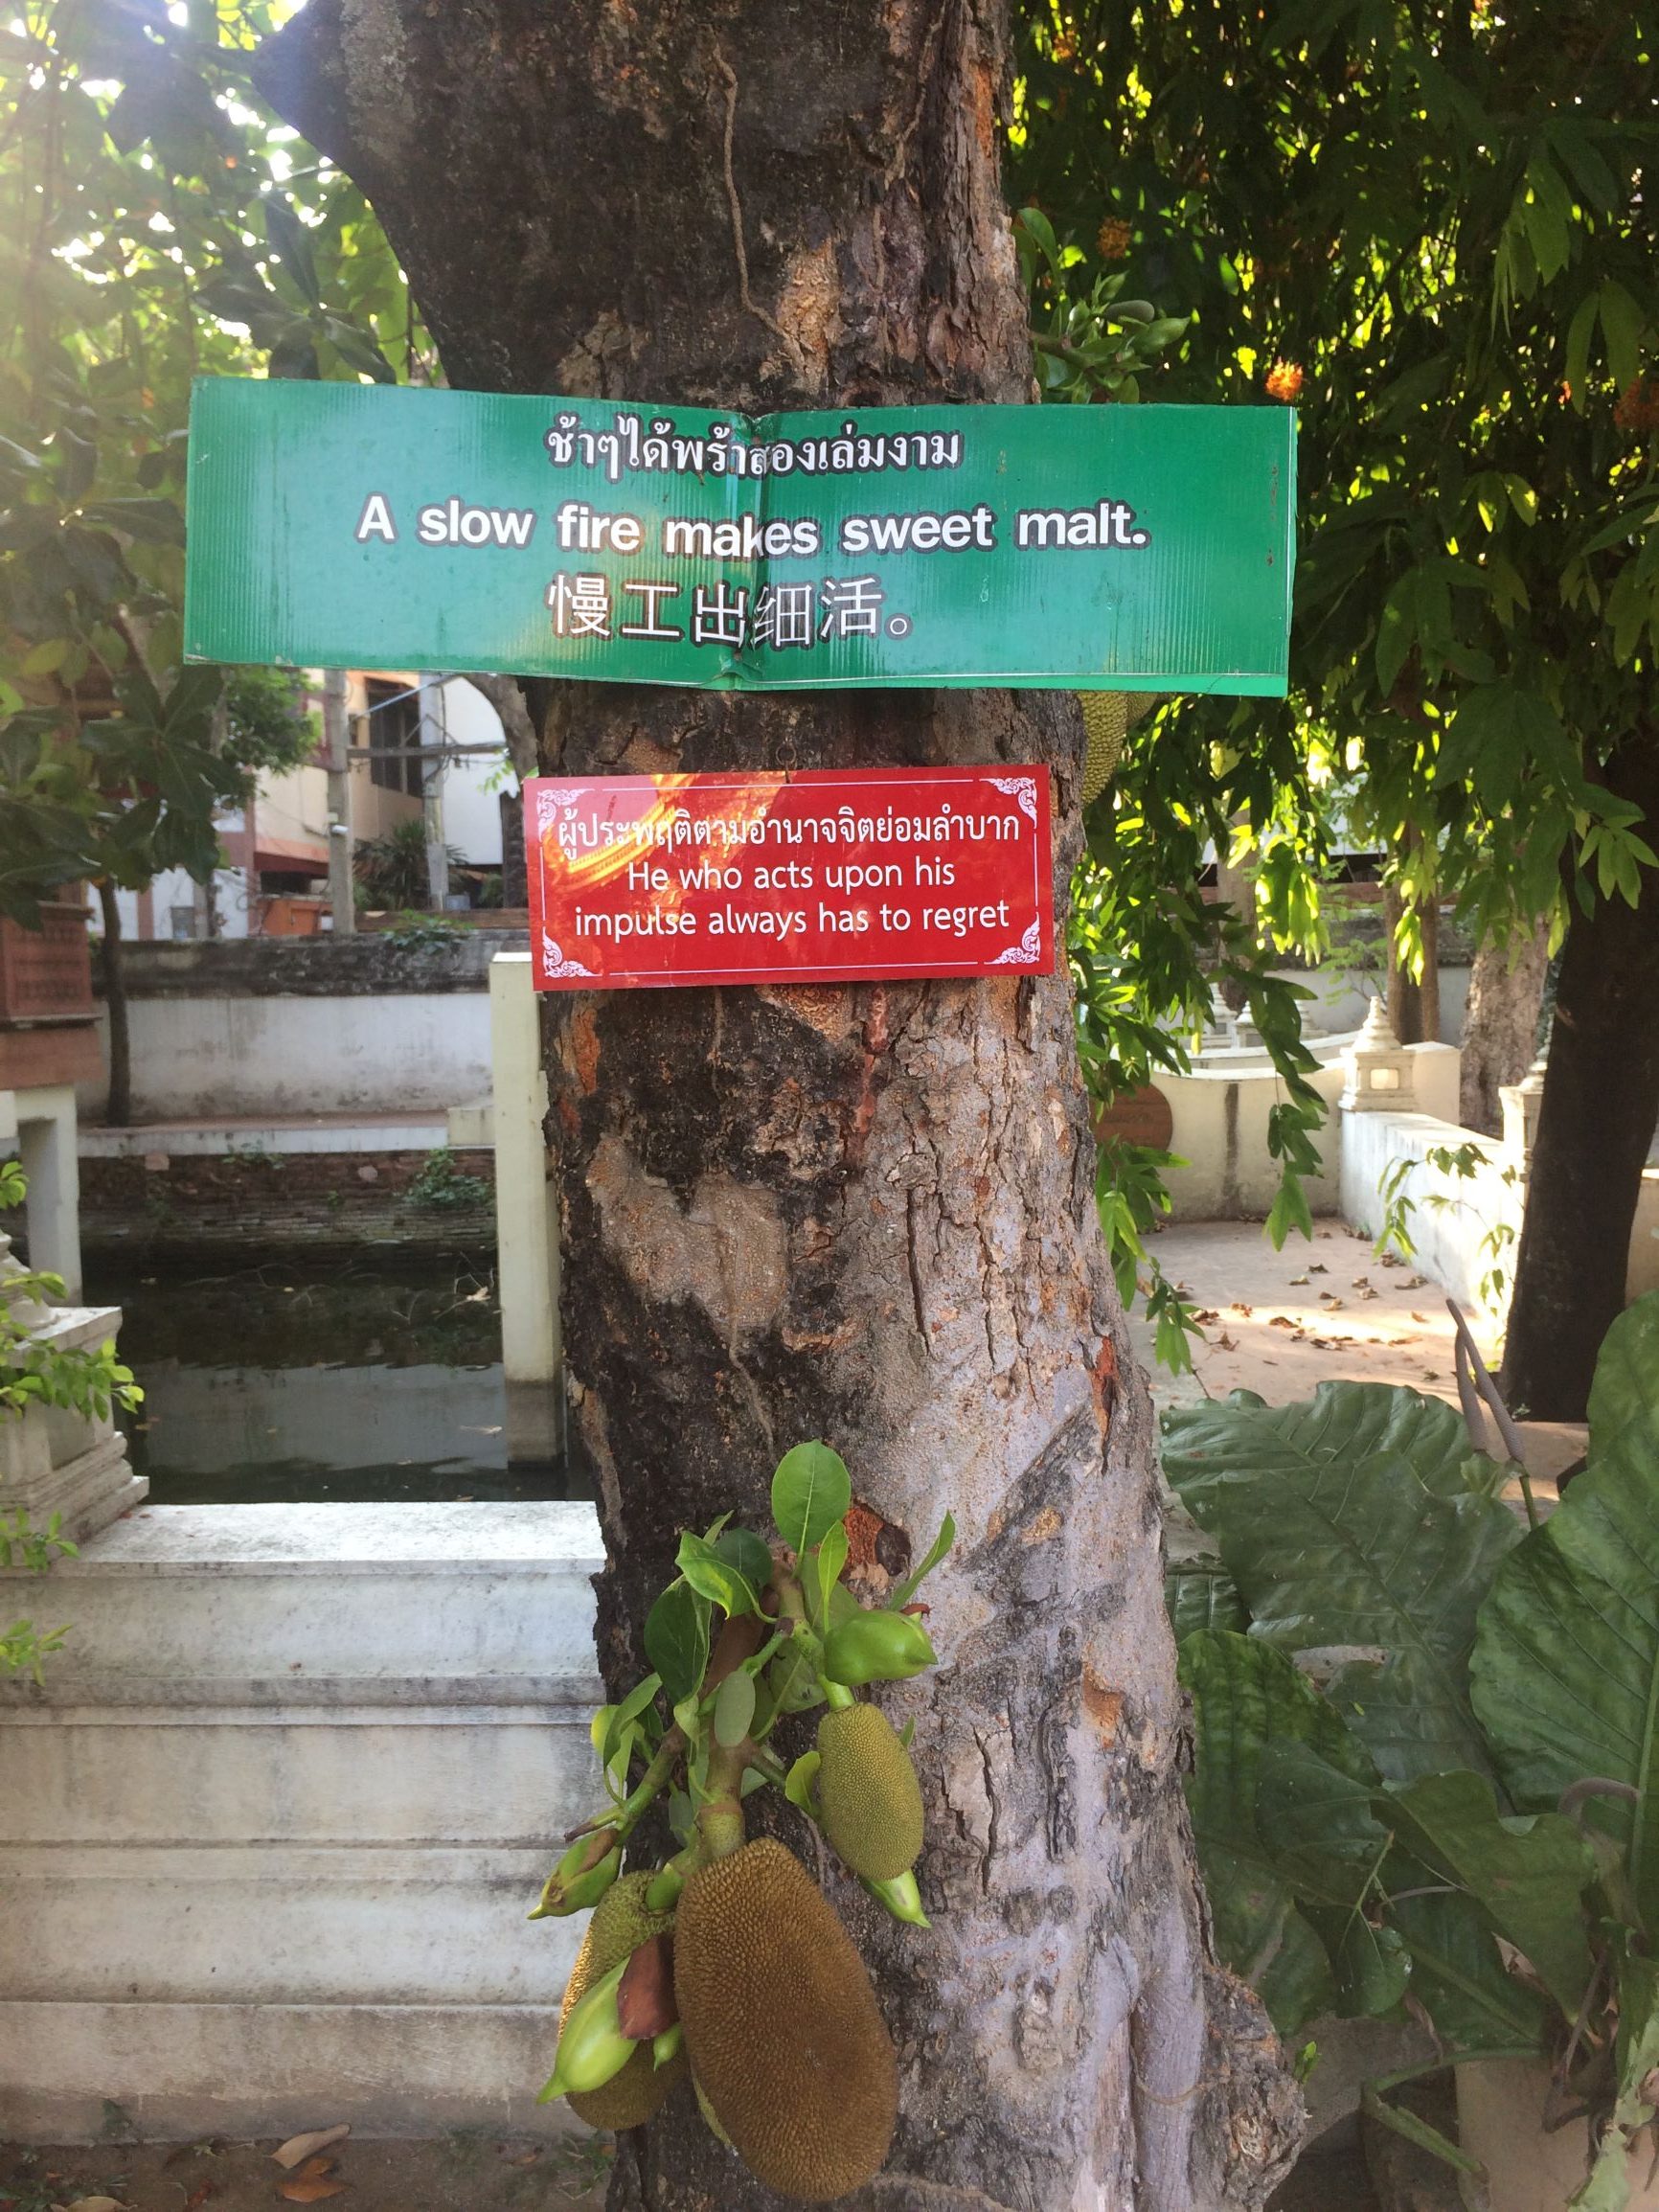 ช้าๆได้พร้าสองเล่มงาม
A slow fire makes sweet malt.
慢工出细活。
ผู้ประพฤติตามอำนาจจิตย่อมลำบาก
He who acts upon his
impulse always has to regret